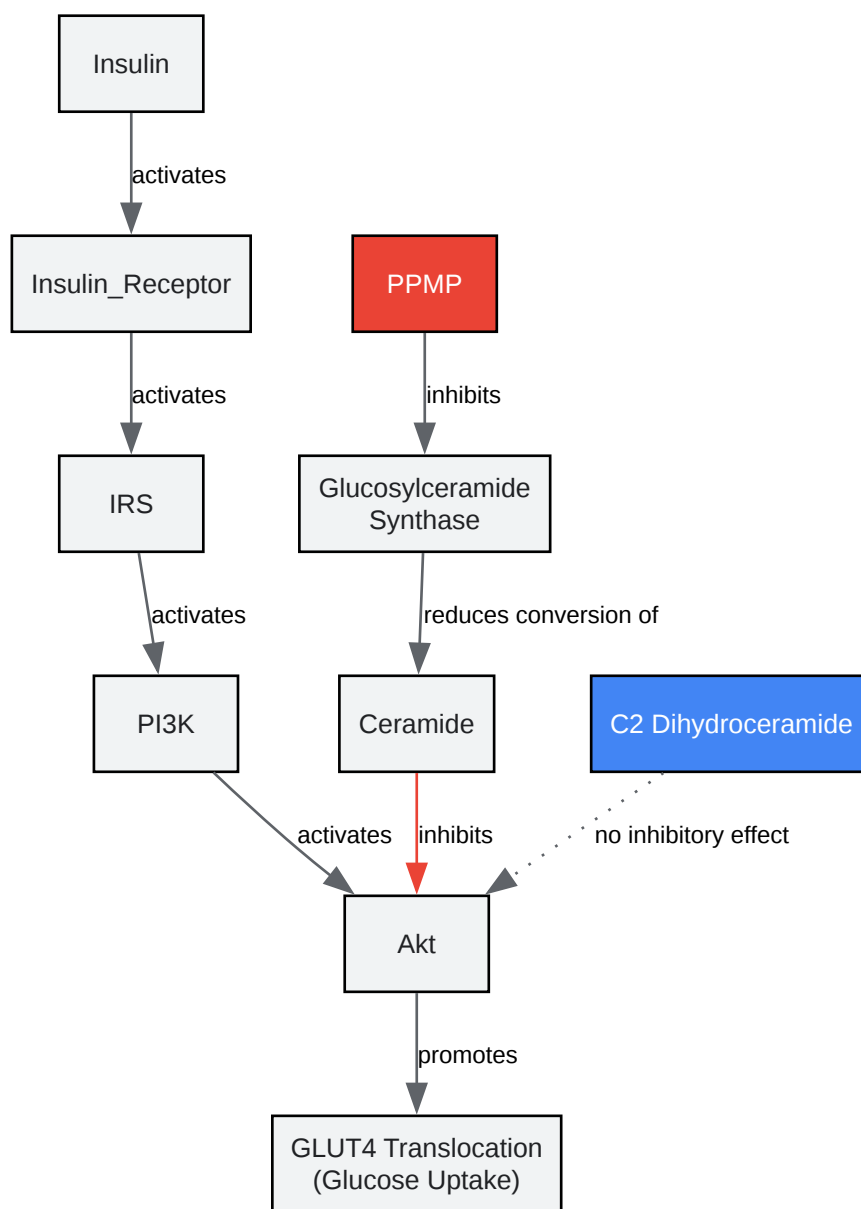 Insulin
activates
Insulin_Receptor
PPMP
activates
inhibits
IRS
Glucosylceramide
Synthase
activates
reduces conversion of
PI3K
Ceramide
C2 Dihydroceramide
activates
inhibits
no inhibitory effect
Akt
promotes
GLUT4 Translocation
(Glucose Uptake)